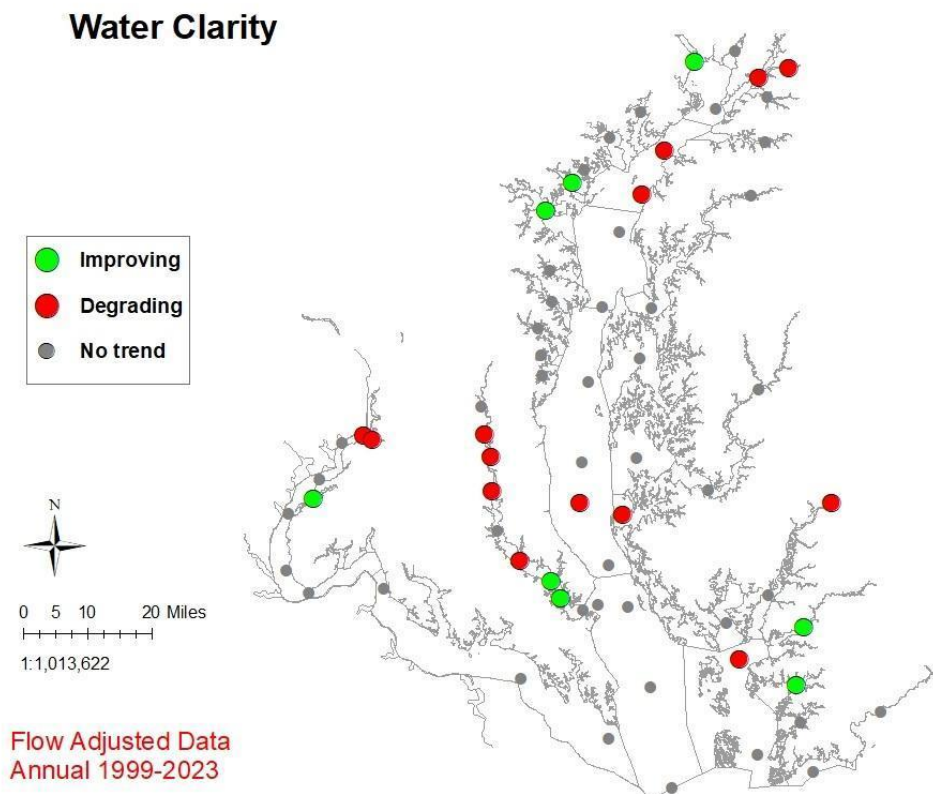 Water Clarity
Improving
Degrading
No trend
N
0 5 10 20 Miles
1:1,013,622
Flow Adjusted Data
Annual 1999-2023